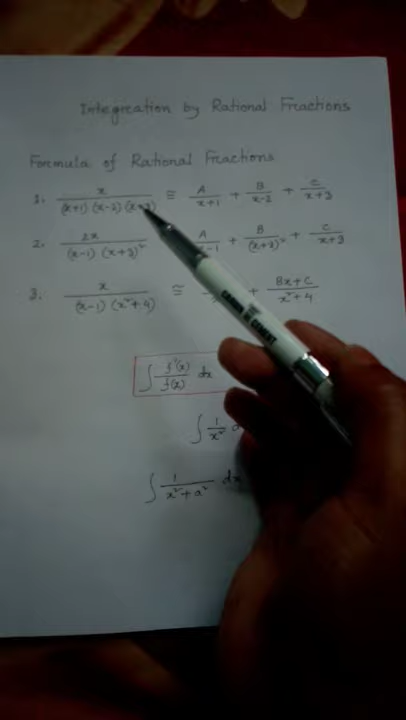 Integration by Rational Fractions
Formula of Rational Fractions
1. x / (x+1) (x-2) (x+3) ≅ A / x+1 + B / x-2 + C / x+3
2. 2x / (x-1) (x+3)² A / x-1 + B / (x+3)² + C / x+3
3. x / (x-1) (x²+4) ≅ + Bx+C / x²+4
∫ f'(x) / f(x) dx
∫ 1 / x²
∫ 1 / x²+a² dx